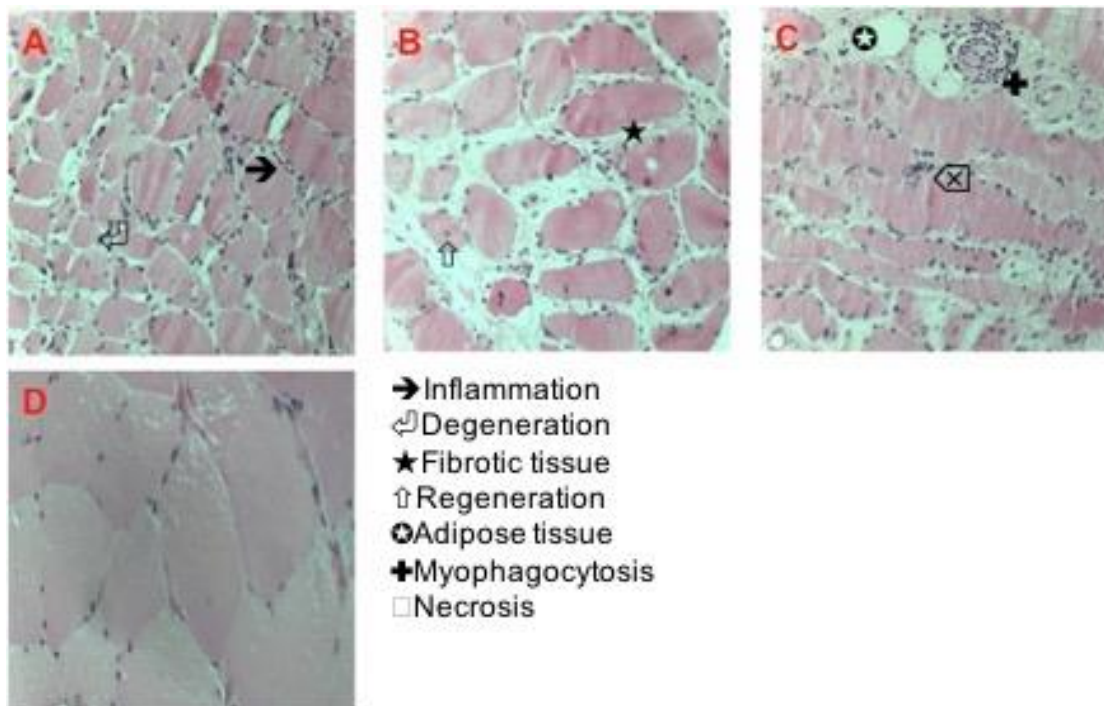 A
B
C
D
➔Inflammation
⏎Degeneration
★Fibrotic tissue
⇧Regeneration
✪Adipose tissue
✚Myophagocytosis
□Necrosis